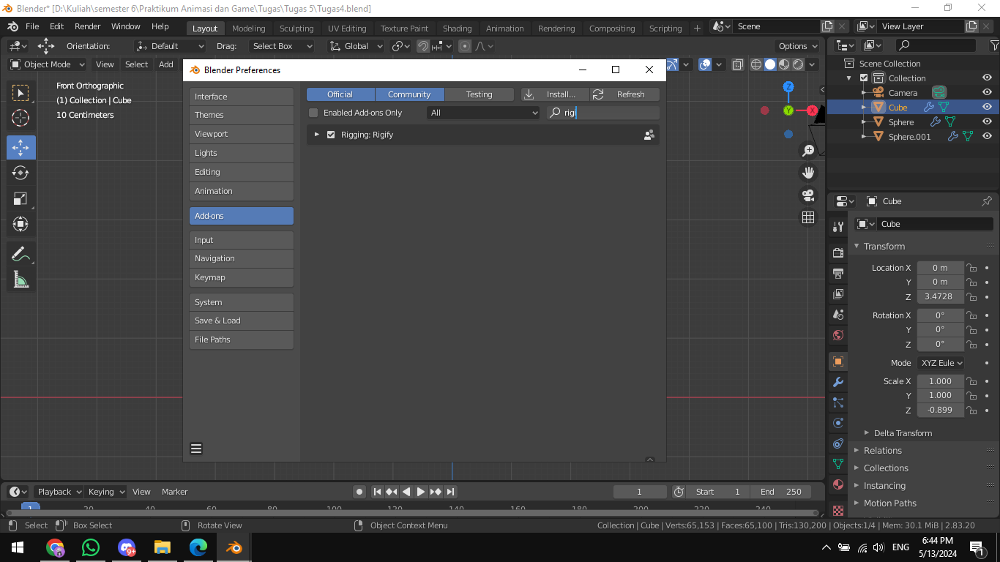 Blender* [D:\Kuliah\semester 6\Praktikum Animasi dan Game\Tugas\Tugas 5\Tugas4.blend]
File Edit Render Window Help Layout Modeling Sculpting UV Editing Texture Paint Shading Animation Rendering Compositing Scripting + Scene View Layer
Orientation: Default Drag: Select Box Global Options
Object Mode View Select Add
Front Orthographic
(1) Collection | Cube
10 Centimeters
Blender Preferences
Interface
Themes
Viewport
Lights
Editing
Animation
Add-ons
Input
Navigation
Keymap
System
Save & Load
File Paths
Official Community Testing Install... Refresh
Enabled Add-ons Only All rigi
Rigging: Rigify
Z
Y X
Scene Collection
Collection
Camera
Cube
Sphere
Sphere.001
Cube
Cube
Transform
Location X 0 m
Y 0 m
Z 3.4728
Rotation X 0°
Y 0°
Z 0°
Mode XYZ Eule
Scale X 1.000
Y 1.000
Z -0.899
Delta Transform
Relations
Collections
Instancing
Motion Paths
Playback Keying View Marker 1 Start 1 End 250
1 20 40 60 80 100 120 140 160 180 200 220 240
Select Box Select Rotate View Object Context Menu Collection | Cube | Verts:65,153 | Faces:65,100 | Tris:130,200 | Objects:1/4 | Mem: 30.1 MiB | 2.83.20
9+ ENG 6:44 PM
5/13/2024 1